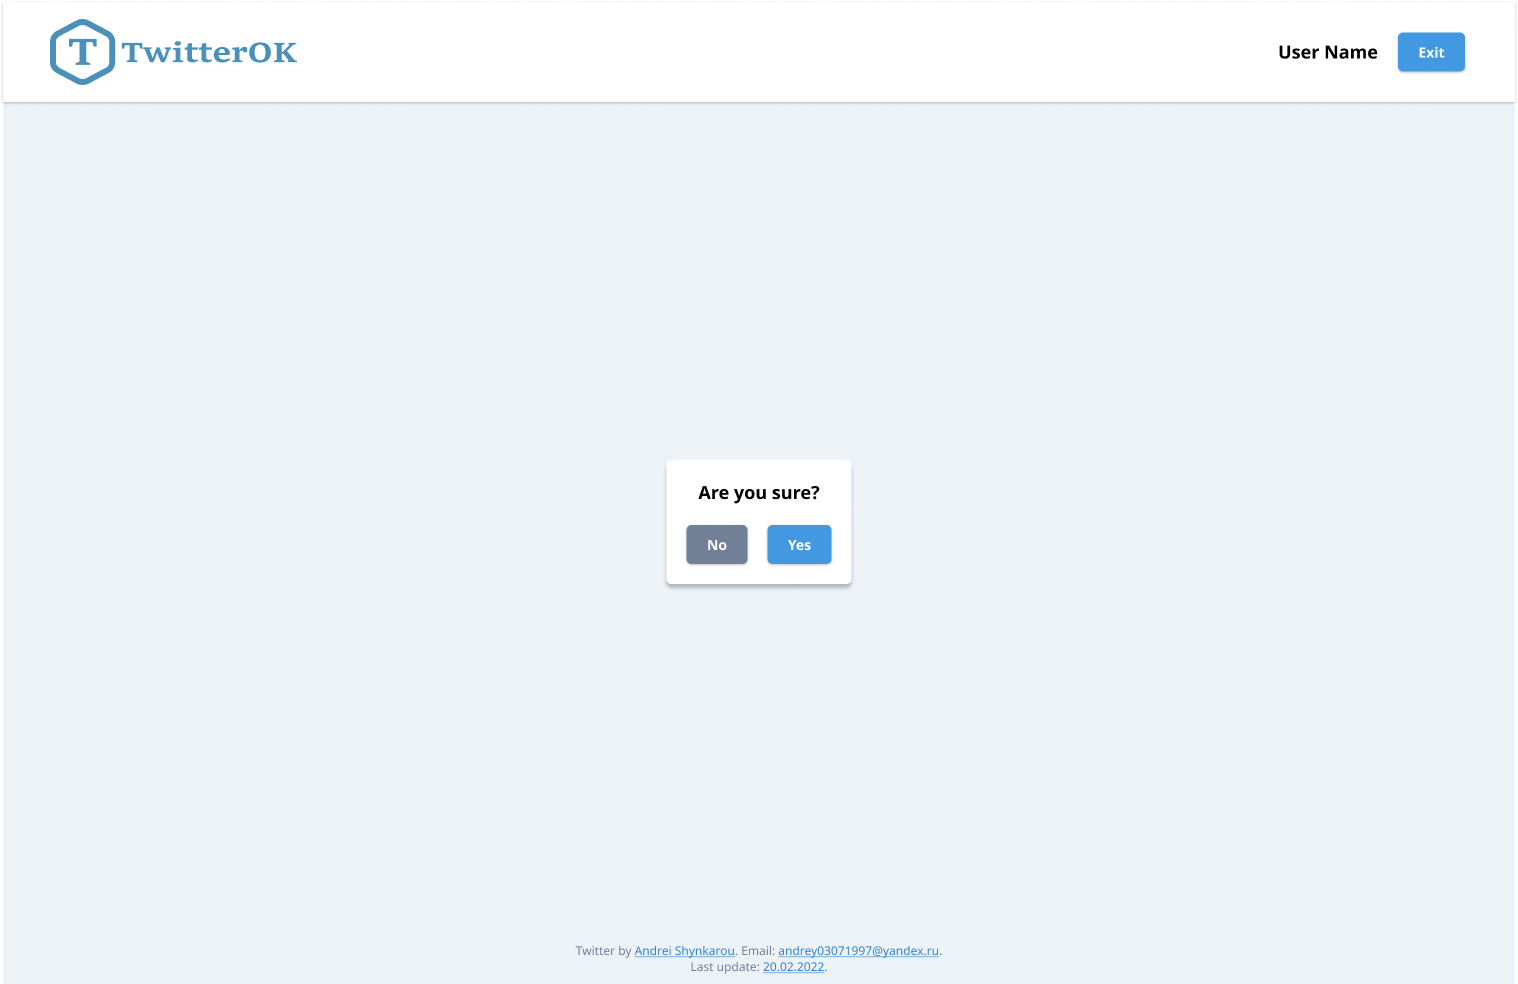 T TwitterOK
User Name
Exit
Are you sure?
No
Yes
Twitter by Andrei Shynkarou. Email: andrey03071997@yandex.ru.
Last update: 20.02.2022.